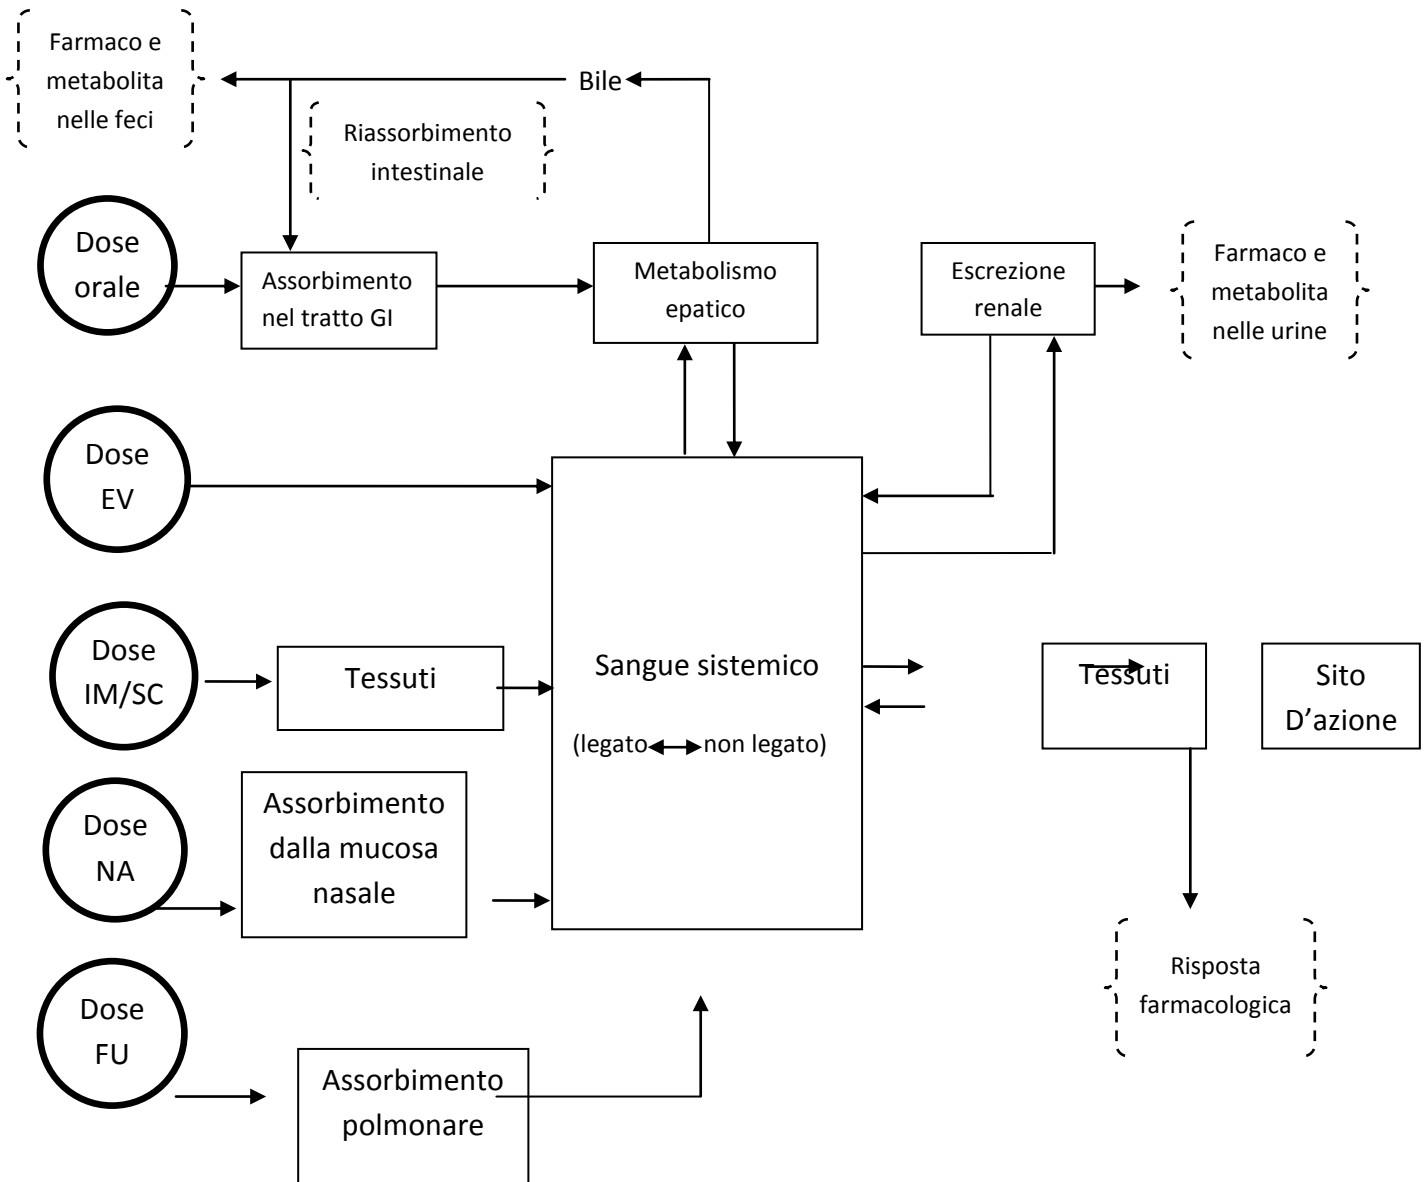 Farmaco e
metabolita
nelle feci
Bile
Riassorbimento
intestinale
Dose
orale
Assorbimento
nel tratto GI
Metabolismo
epatico
Escrezione
renale
Farmaco e
metabolita
nelle urine
Dose
EV
Dose
IM/SC
Tessuti
Sangue sistemico
(legato non legato)
Tessuti
Sito
D’azione
Dose
NA
Assorbimento
dalla mucosa
nasale
Risposta
farmacologica
Dose
FU
Assorbimento
polmonare